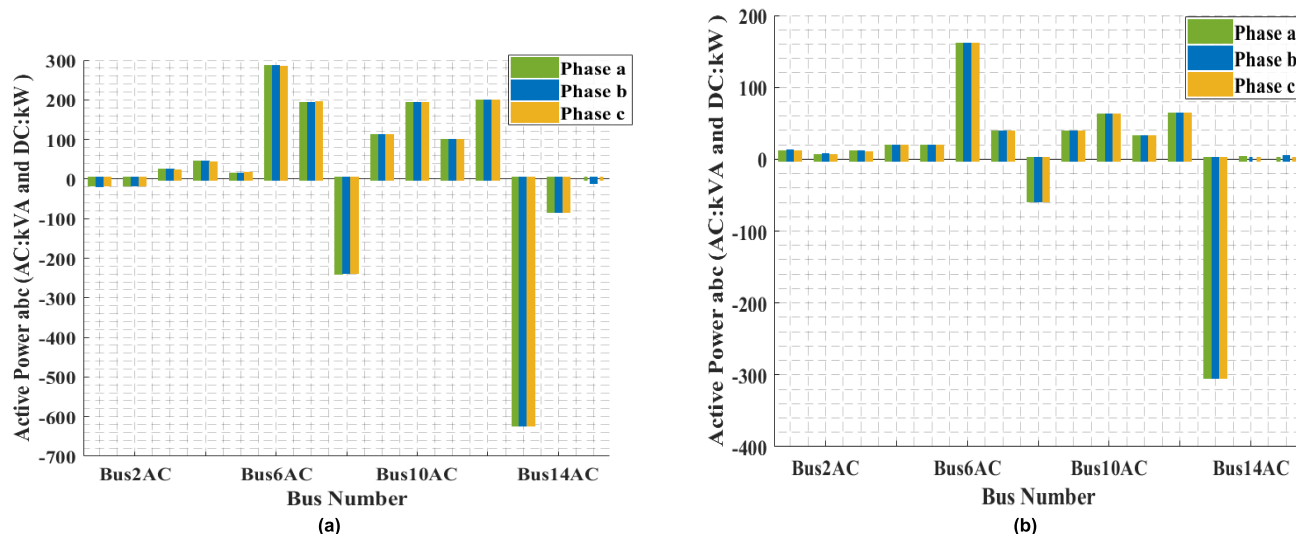 300
200
100
0
-100
-200
-300
-400
-500
-600
-700
Active Power abc (AC:kVA and DC:kW)
Phase a
Phase b
Phase c
Bus2AC Bus6AC Bus10AC Bus14AC
Bus Number
(a)
200
100
0
-100
-200
-300
-400
Active Power abc (AC:kVA and DC:kW)
Phase a
Phase b
Phase c
Bus2AC Bus6AC Bus10AC Bus14AC
Bus Number
(b)